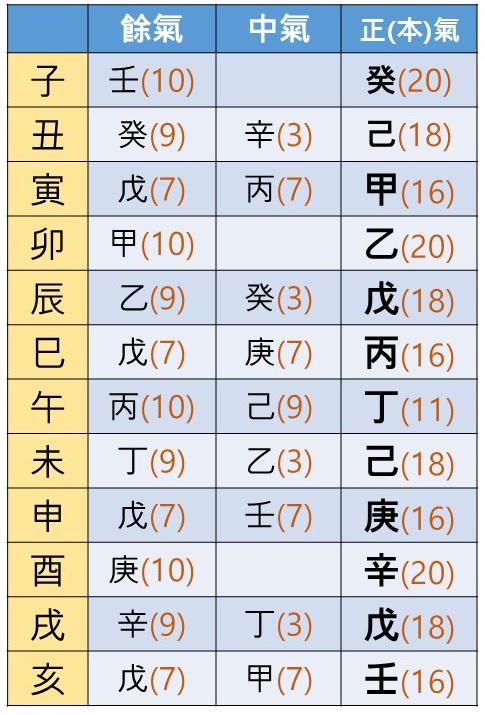 餘氣 中氣 正(本)氣
子 壬(10) 癸(20)
丑 癸(9) 辛(3) 己(18)
寅 戊(7) 丙(7) 甲(16)
卯 甲(10) 乙(20)
辰 乙(9) 癸(3) 戊(18)
巳 戊(7) 庚(7) 丙(16)
午 丙(10) 己(9) 丁(11)
未 丁(9) 乙(3) 己(18)
申 戊(7) 壬(7) 庚(16)
酉 庚(10) 辛(20)
戌 辛(9) 丁(3) 戊(18)
亥 戊(7) 甲(7) 壬(16)